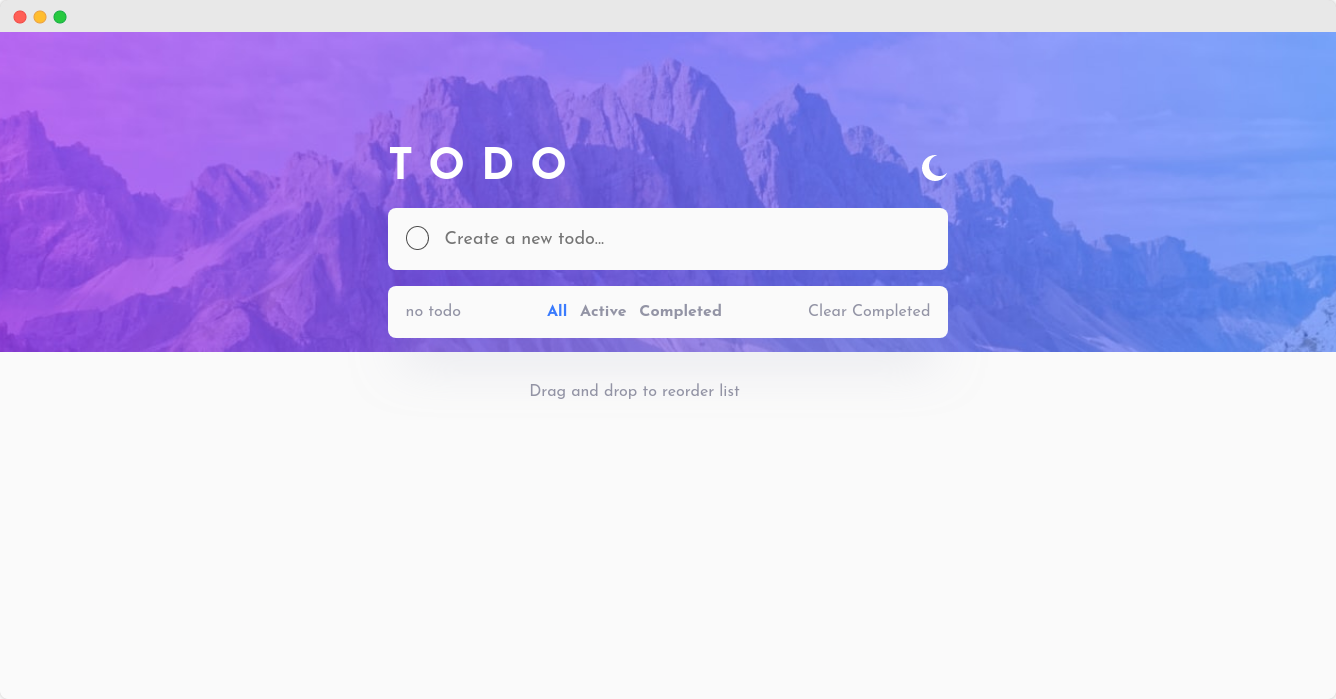 TODO
Create a new todo...
no todo All Active Completed Clear Completed
Drag and drop to reorder list